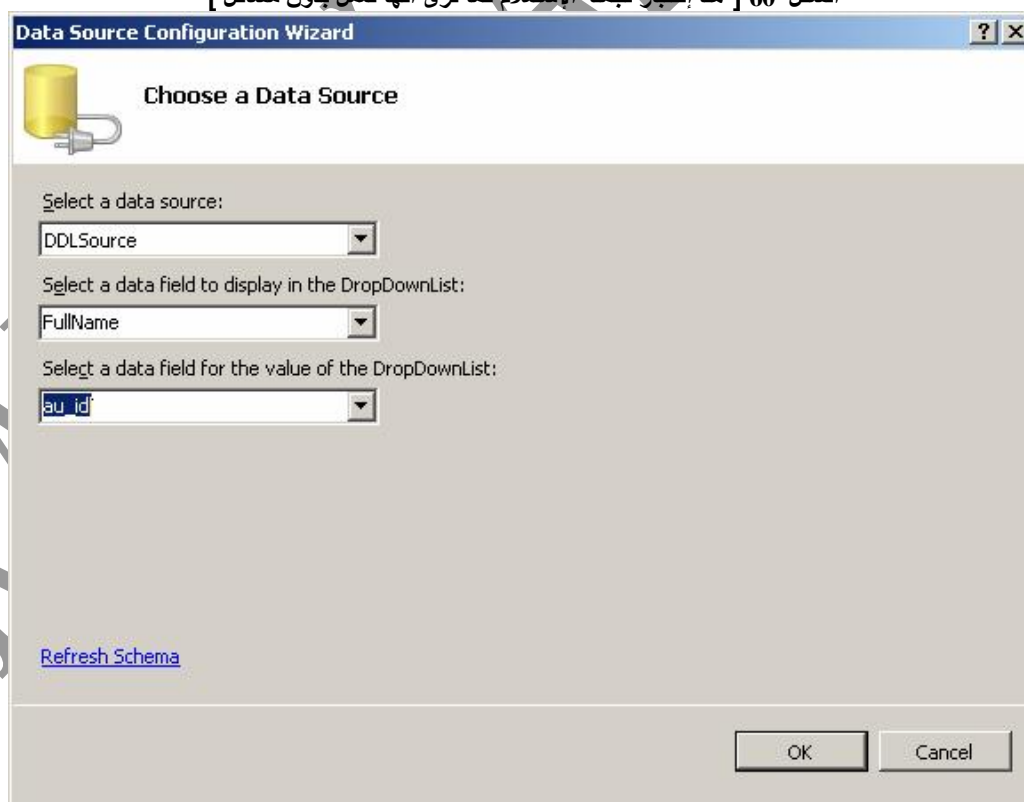 Data Source Configuration Wizard
Choose a Data Source
Select a data source:
DDLSource
Select a data field to display in the DropDownList:
FullName
Select a data field for the value of the DropDownList:
au_id
Refresh Schema
OK Cancel